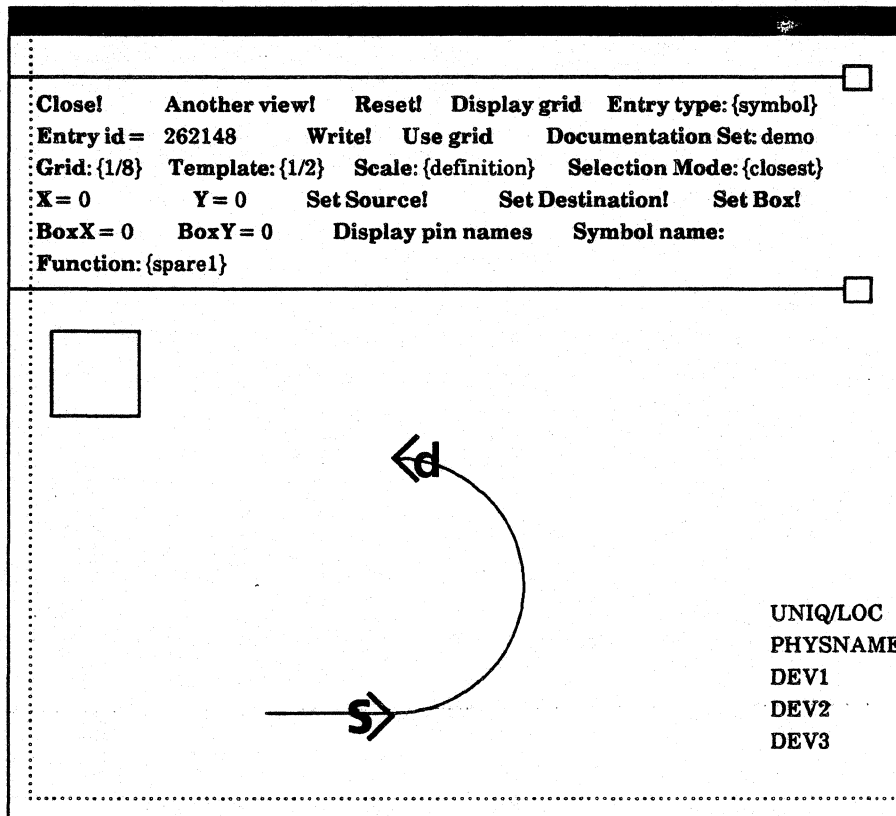 Close! Another view! Reset! Display grid Entry type: {symbol}
Entry id = 262148 Write! Use grid Documentation Set: demo
Grid: {1/8} Template: {1/2} Scale: {definition} Selection Mode: {closest}
X = 0 Y = 0 Set Source! Set Destination! Set Box!
BoxX = 0 BoxY = 0 Display pin names Symbol name:
Function: {spare1}
d
UNIQ/LOC
PHYSNAME
DEV1
S
DEV2
DEV3